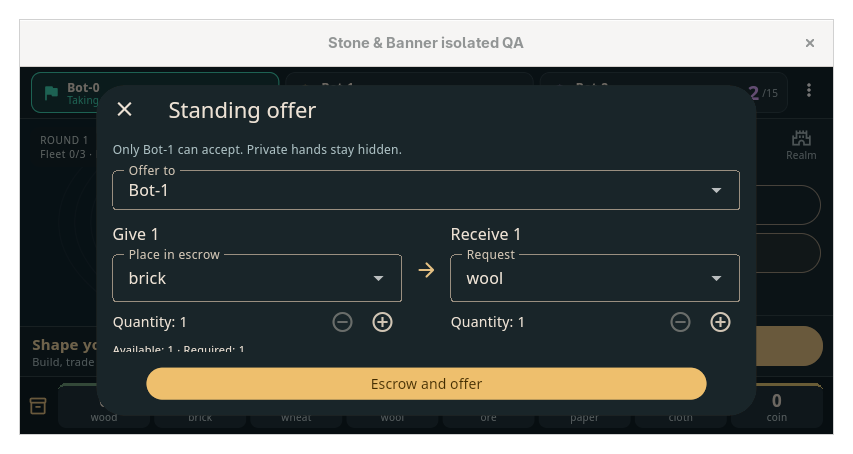 Stone & Banner isolated QA
Bot-0
Taking
2 /15
Standing offer
ROUND 1
Fleet 0/3 ·
Realm
Only Bot-1 can accept. Private hands stay hidden.
Offer to
Bot-1
Give 1
Receive 1
Place in escrow
brick
Request
wool
Quantity: 1
Quantity: 1
Available: 1 · Required: 1
Shape yo
Build, trade
Escrow and offer
0
wood
brick
wheat
wool
ore
paper
cloth
coin